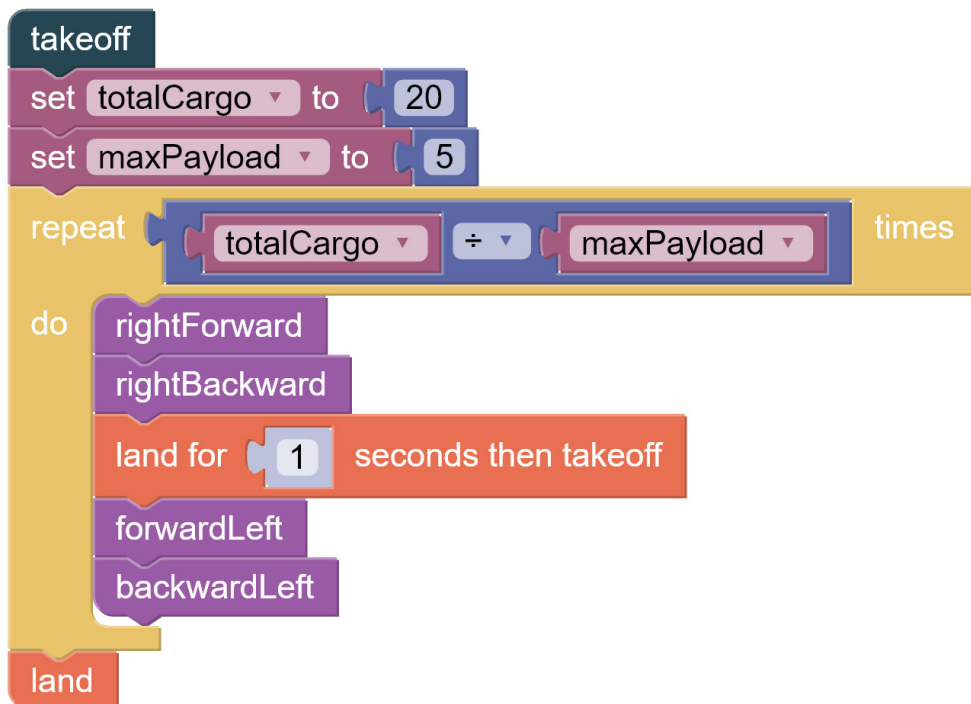 takeoff
set totalCargo ▾ to 20
set maxPayload ▾ to 5
repeat totalCargo ▾ ÷ ▾ maxPayload ▾ times
do rightForward
rightBackward
land for 1 seconds then takeoff
forwardLeft
backwardLeft
land